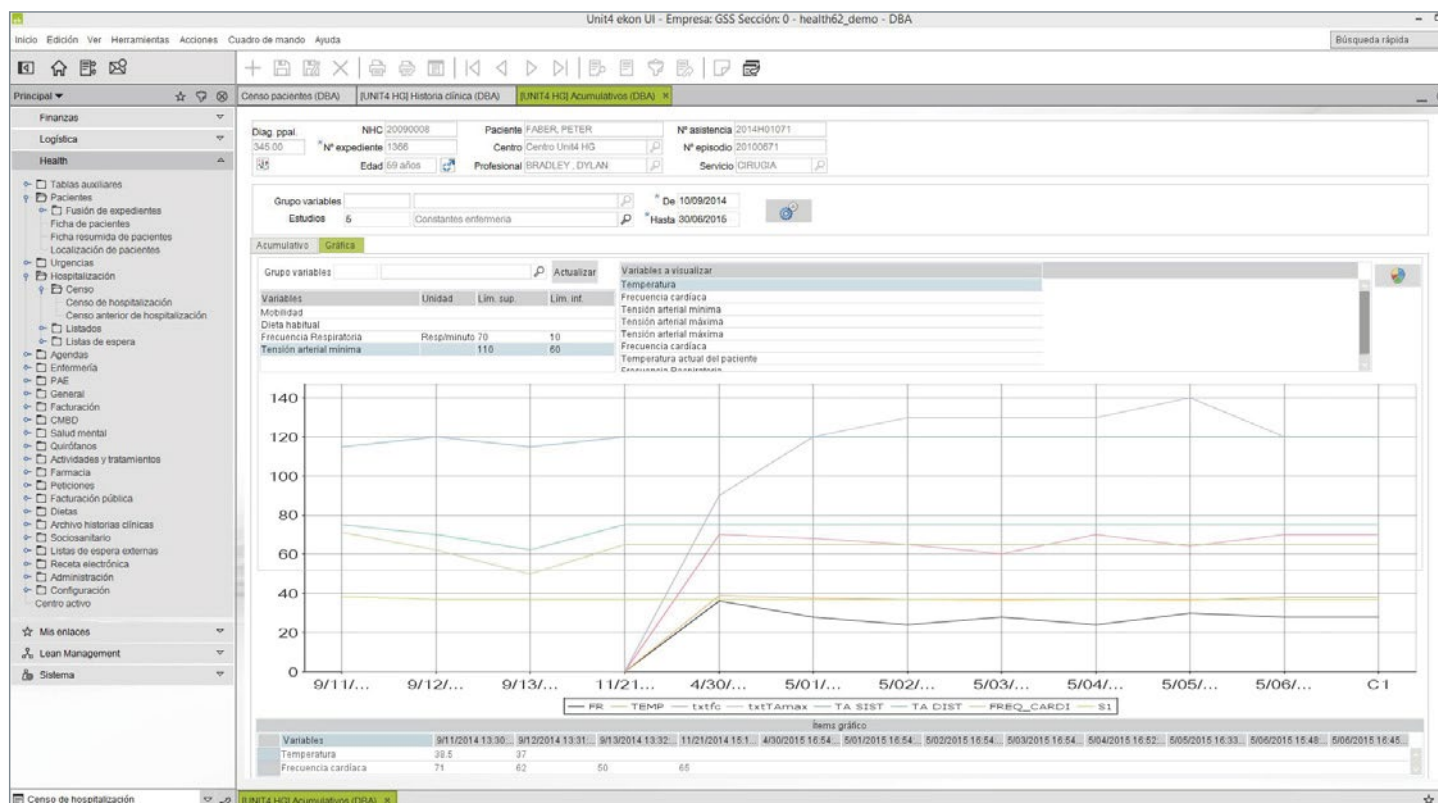 Unit4 ekon UI - Empresa: GSS Sección: 0 - health62_demo - DBA
Inicio Edición Ver Herramientas Acciones Cuadro de mando Ayuda
Búsqueda rápida
Principal
Censo pacientes (DBA) [UNIT4 HG] Historia clínica (DBA) [UNIT4 HG] Acumulativos (DBA)
Finanzas
Logística
Health
Tablas auxiliares
Pacientes
Fusión de expedientes
Ficha de pacientes
Ficha resumida de pacientes
Localización de pacientes
Urgencias
Hospitalización
Censo
Censo de hospitalización
Censo anterior de hospitalización
Listados
Listas de espera
Agendas
Enfermería
PAE
General
Facturación
CMBD
Salud mental
Quirófanos
Actividades y tratamientos
Farmacia
Peticiones
Facturación pública
Dietas
Archivo historias clínicas
Sociosanitario
Listas de espera externas
Receta electrónica
Administración
Configuración
Centro activo
Mis enlaces
Lean Management
Sistema
Censo de hospitalización
Diag. ppal. NHC 20090008 Paciente FABER, PETER Nº asistencia 2014H01071
345.00 *Nº expediente 1366 Centro Centro Unit4 HG Nº episodio 20100671
Edad 69 años Profesional BRADLEY , DYLAN Servicio CIRUGIA
Grupo variables * De 10/09/2014
Estudios 5 Constantes enfermeria *Hasta 30/06/2015
Acumulativo Gráfica
Grupo variables Actualizar
Variables Unidad Lím. sup. Lím. inf.
Mobilidad
Dieta habitual
Frecuencia Respiratoria Resp/minuto 70 10
Tensión arterial mínima 110 60
Variables a visualizar
Temperatura
Frecuencia cardíaca
Tensión arterial mínima
Tensión arterial máxima
Tensión arterial máxima
Frecuencia cardíaca
Temperatura actual del paciente
Frecuencia Respiratoria
140
120
100
80
60
40
20
0
9/11/... 9/12/... 9/13/... 11/21... 4/30/... 5/01/... 5/02/... 5/03/... 5/04/... 5/05/... 5/06/... C1
FR TEMP txtfc txtTAmax TA SIST TA DIST FREQ_CARDI S1
Ítems gráfico
Variables 9/11/2014 13:30:... 9/12/2014 13:31:... 9/13/2014 13:32:... 11/21/2014 15:1... 4/30/2015 16:54... 5/01/2015 16:54... 5/02/2015 16:54... 5/03/2015 16:54... 5/04/2015 16:52:... 5/05/2015 16:33... 5/06/2015 15:48:... 5/06/2015 16:45...
Temperatura 38.5 37
Frecuencia cardíaca 71 62 50 65
[UNIT4 HG] Acumulativos (DBA)